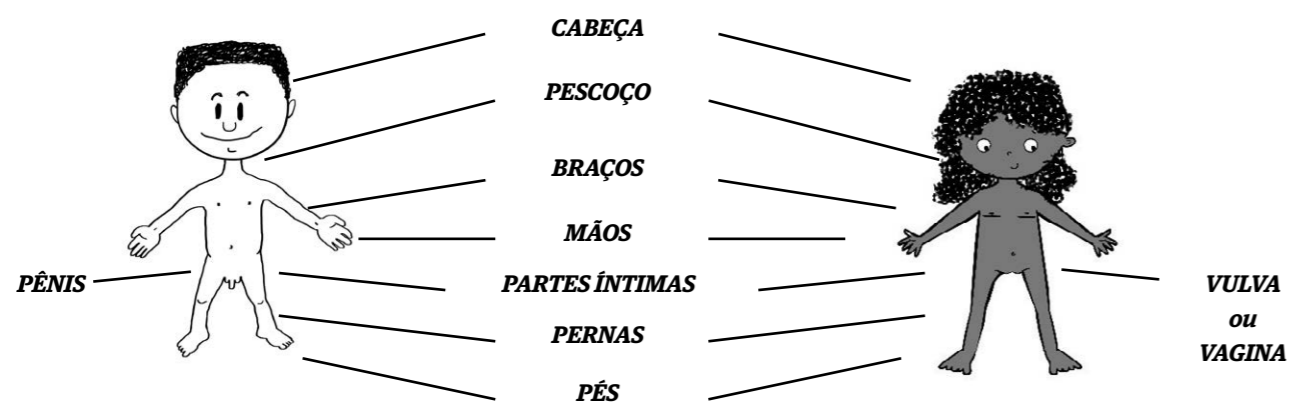 CABEÇA
PESCOÇO
BRAÇOS
MÃOS
PÊNIS
PARTES ÍNTIMAS
VULVA
ou
VAGINA
PERNAS
PÉS